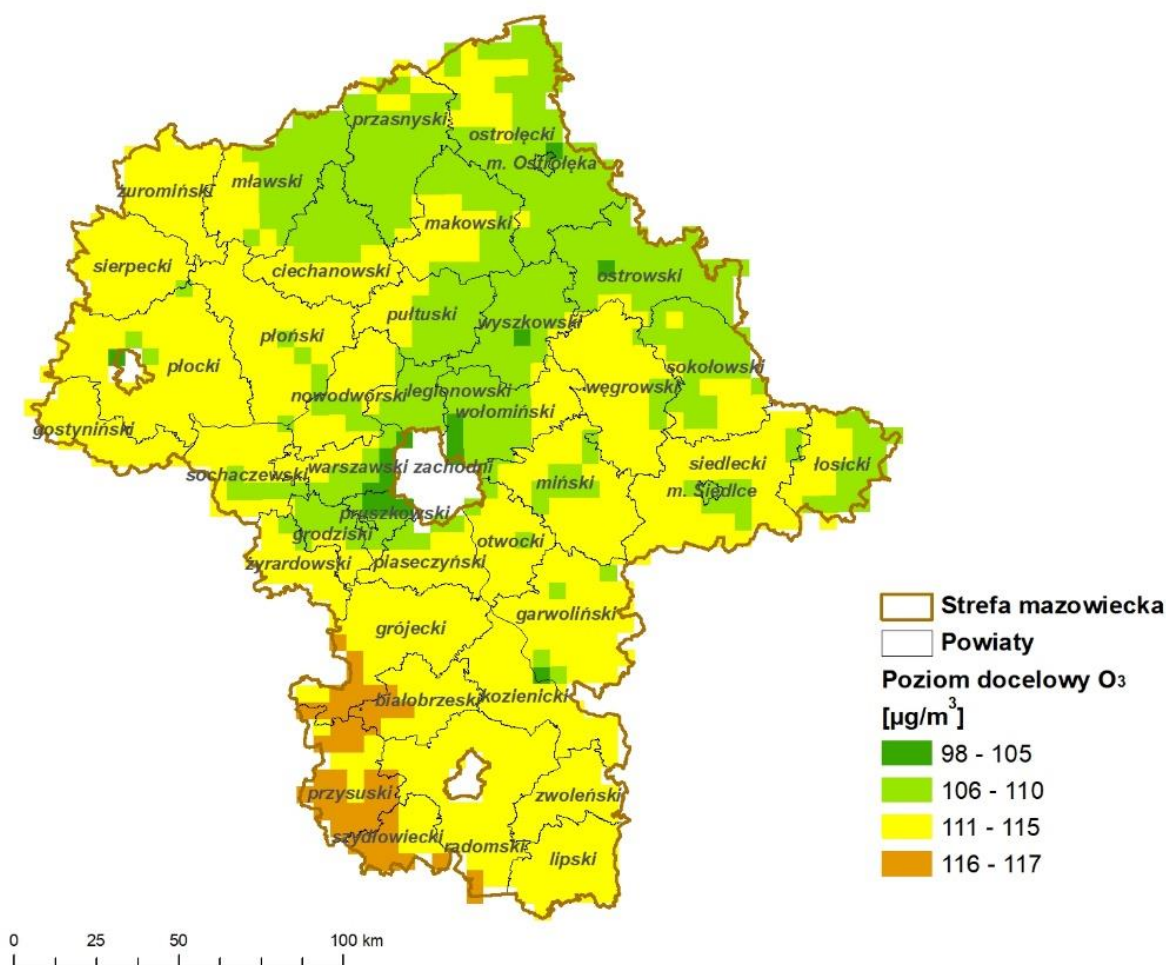 przasnyski
ostrołęcki
m. Ostrołęka
żuromiński
mławski
makowski
sierpecki
ciechanowski
ostrowski
pułtuski
wyszkowski
płoński
płocki
sokołowski
węgrowski
nowodworski
legionowski
wołomiński
gostyniński
sochaczewski
warszawski zachodni
siedlecki
łosicki
miński
m. Siedlce
pruszkowski
grodziski
otwocki
żyrardowski
piaseczyński
garwoliński
grójecki
białobrzeski
kozienicki
przysuski
zwoleński
szydłowiecki
radomski
lipski
Strefa mazowiecka
Powiaty
Poziom docelowy O3
[µg/m³]
98 - 105
106 - 110
111 - 115
116 - 117
0 25 50 100 km